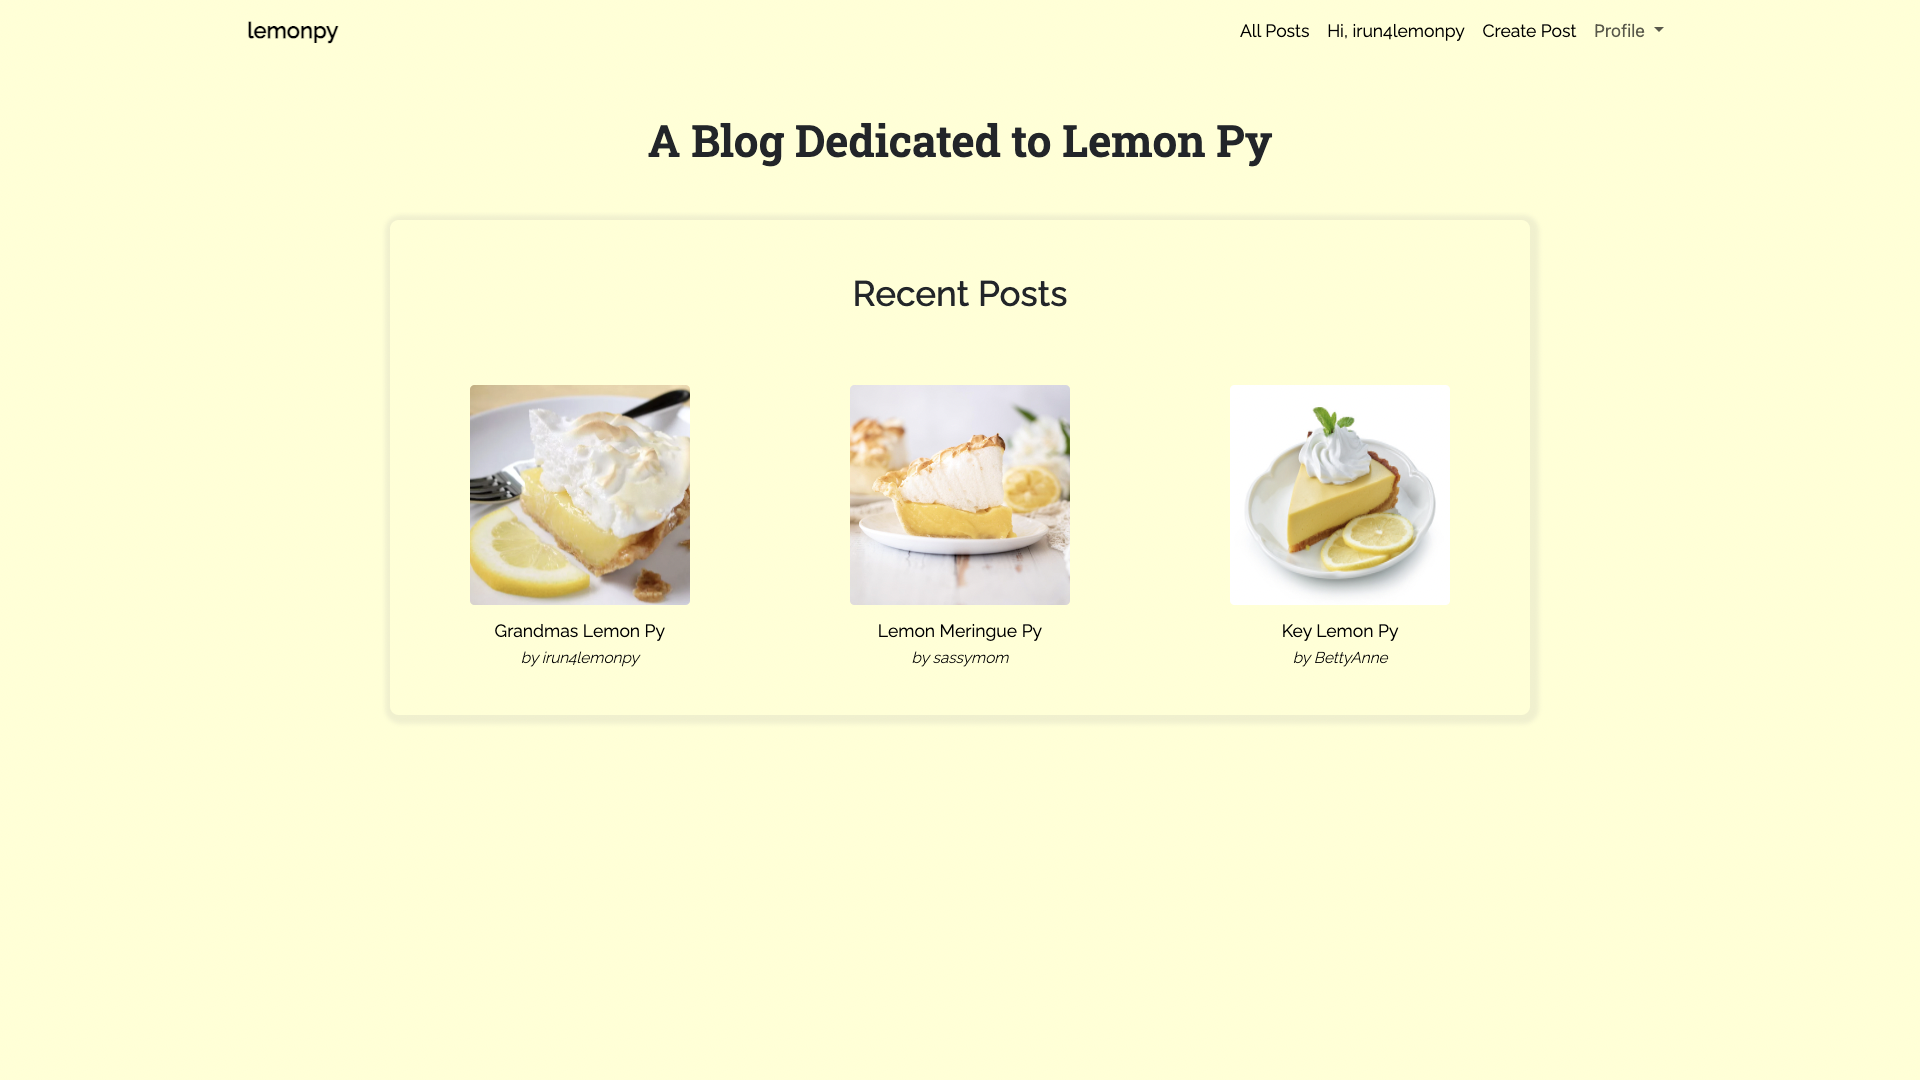 lemonpy
All Posts Hi, irun4lemonpy Create Post Profile
A Blog Dedicated to Lemon Py
Recent Posts
Grandmas Lemon Py
by irun4lemonpy
Lemon Meringue Py
by sassymom
Key Lemon Py
by BettyAnne